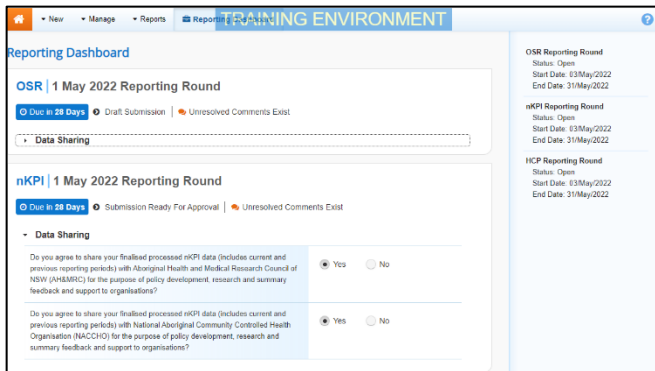 New
Manage
Reports
Reporting Dashboard
TRAINING ENVIRONMENT
?
Reporting Dashboard
OSR | 1 May 2022 Reporting Round
Due in 28 Days Draft Submission | Unresolved Comments Exist
Data Sharing
nKPI | 1 May 2022 Reporting Round
Due in 28 Days Submission Ready For Approval | Unresolved Comments Exist
Data Sharing
Do you agree to share your finalised processed nKPI data (includes current and
previous reporting periods) with Aboriginal Health and Medical Research Council of
NSW (AH&MRC) for the purpose of policy development, research and summary
feedback and support to organisations?
Yes No
Do you agree to share your finalised processed nKPI data (includes current and
previous reporting periods) with National Aboriginal Community Controlled Health
Organisation (NACCHO) for the purpose of policy development, research and
summary feedback and support to organisations?
Yes No
OSR Reporting Round
Status: Open
Start Date: 03/May/2022
End Date: 31/May/2022
nKPI Reporting Round
Status: Open
Start Date: 03/May/2022
End Date: 31/May/2022
HCP Reporting Round
Status: Open
Start Date: 03/May/2022
End Date: 31/May/2022